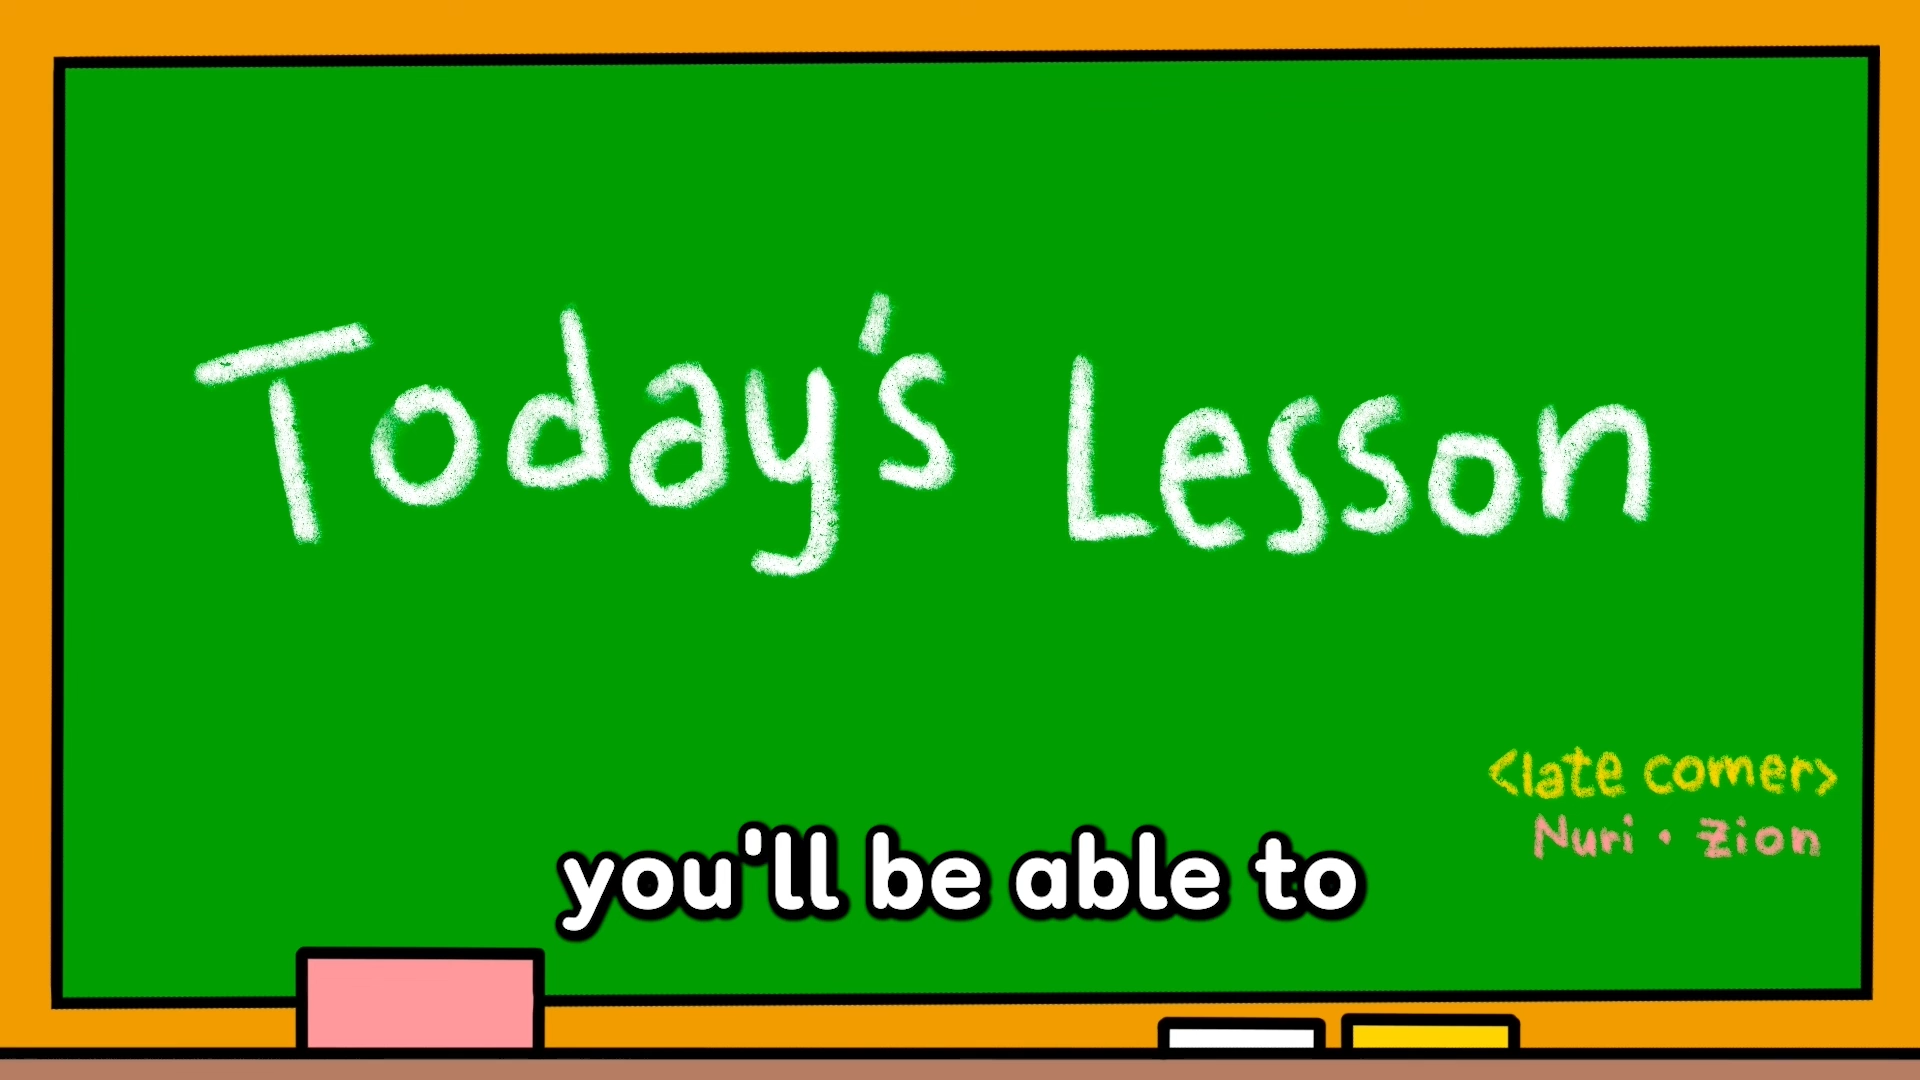 Today's Lesson
<late comer>
Nuri • Zion
you'll be able to